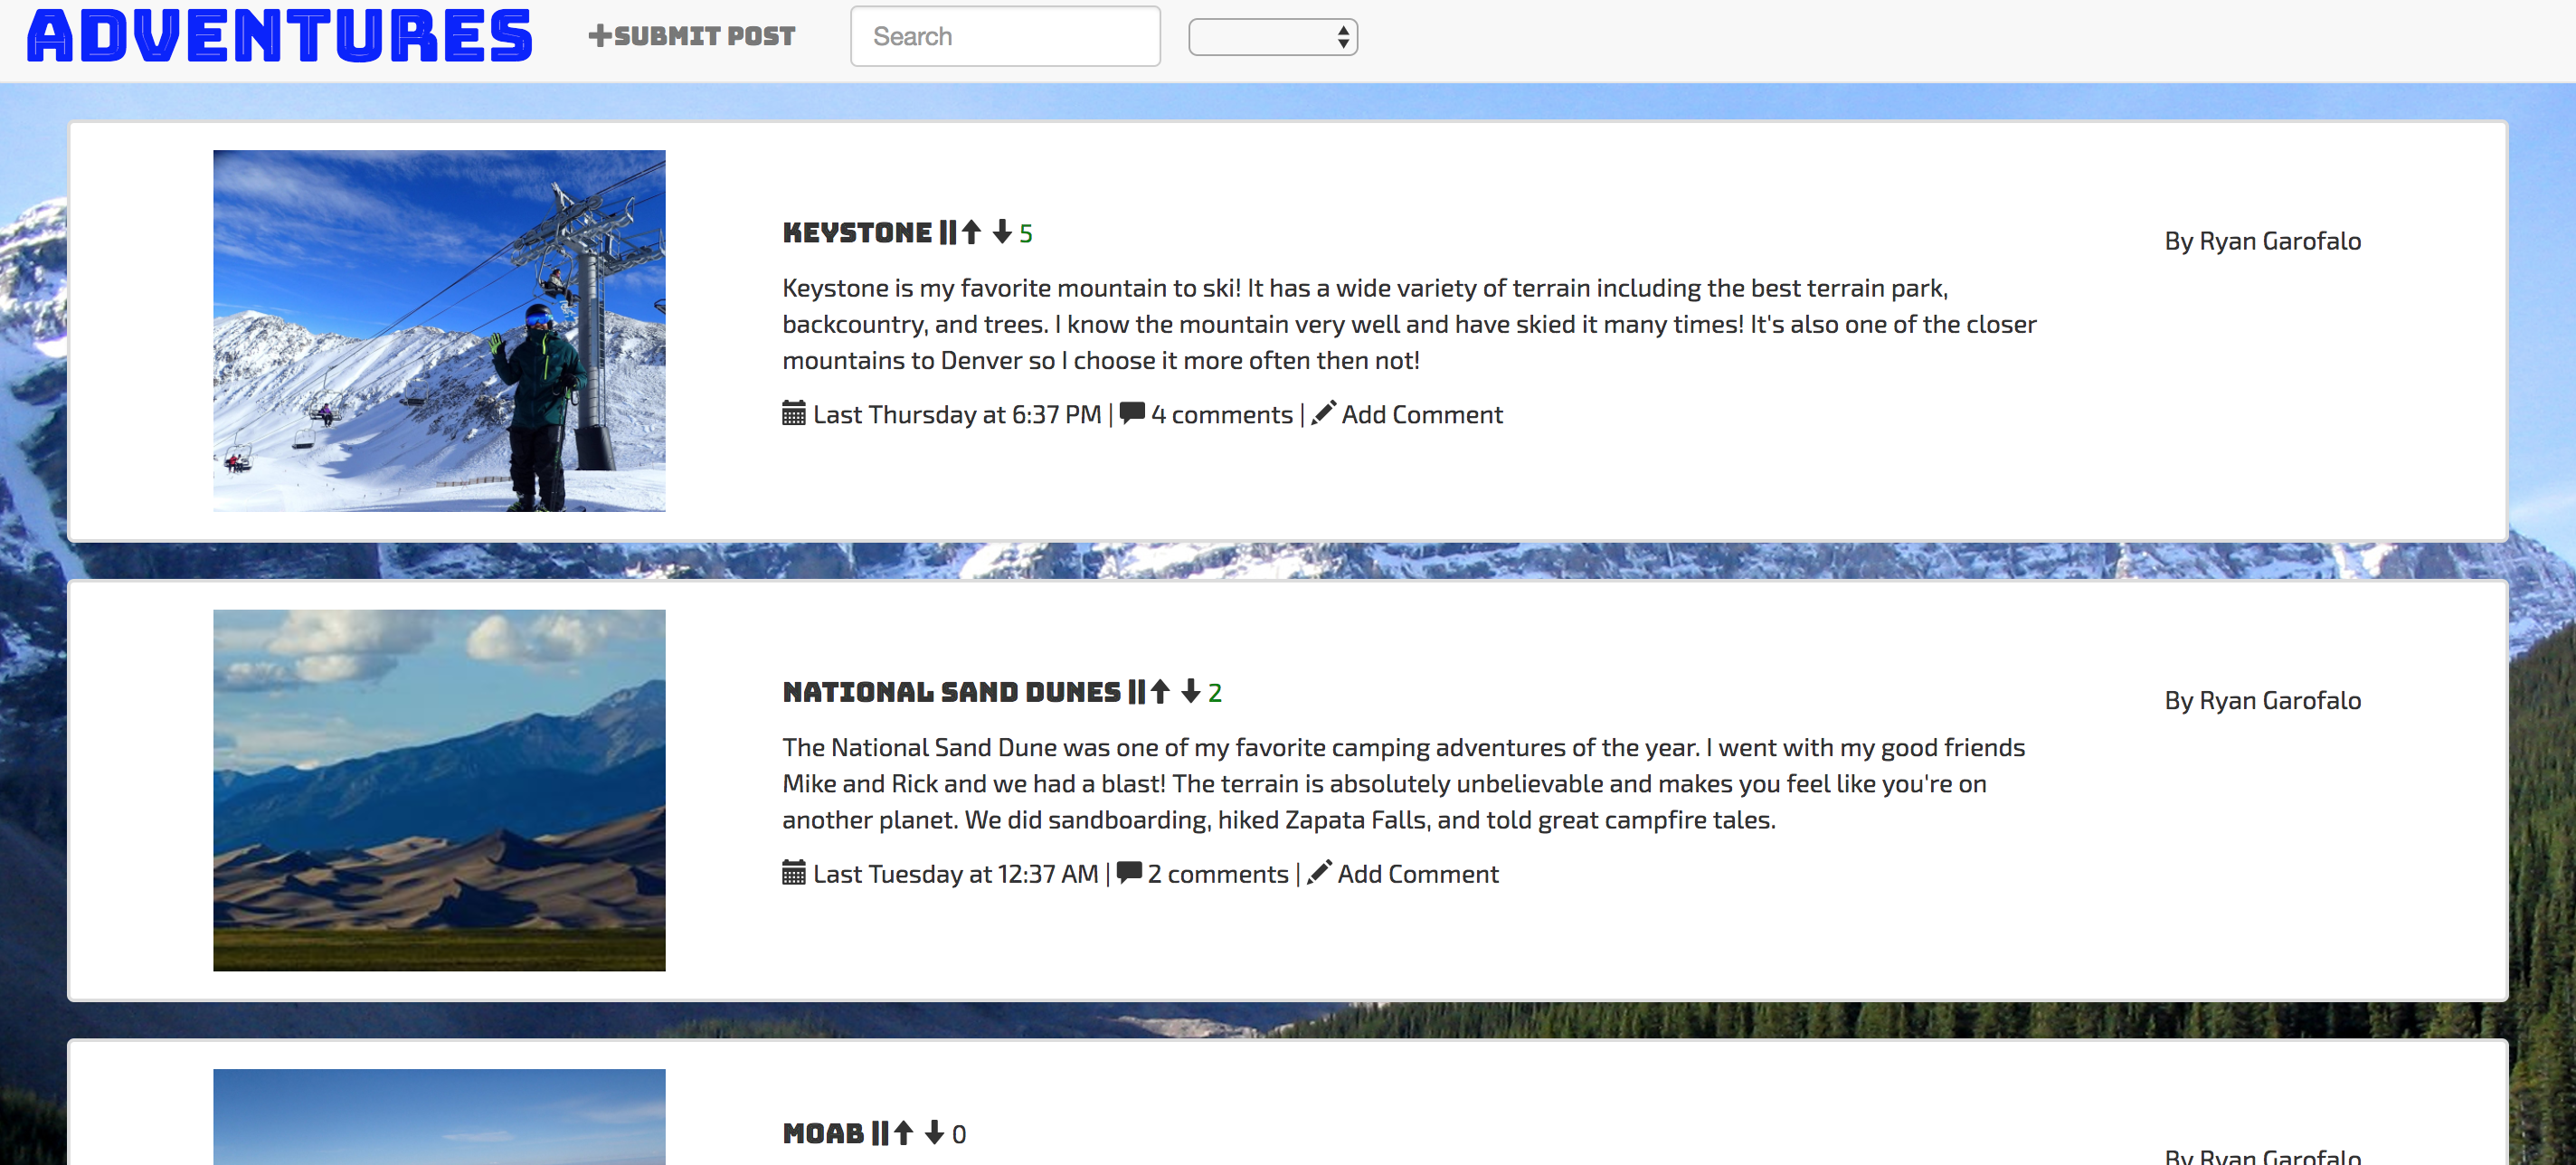 ADVENTURES
+SUBMIT POST
Search
KEYSTONE || 5
By Ryan Garofalo
Keystone is my favorite mountain to ski! It has a wide variety of terrain including the best terrain park,
backcountry, and trees. I know the mountain very well and have skied it many times! It's also one of the closer
mountains to Denver so I choose it more often then not!
Last Thursday at 6:37 PM | 4 comments | Add Comment
NATIONAL SAND DUNES || 2
By Ryan Garofalo
The National Sand Dune was one of my favorite camping adventures of the year. I went with my good friends
Mike and Rick and we had a blast! The terrain is absolutely unbelievable and makes you feel like you're on
another planet. We did sandboarding, hiked Zapata Falls, and told great campfire tales.
Last Tuesday at 12:37 AM | 2 comments | Add Comment
MOAB || 0
By Ryan Garofalo